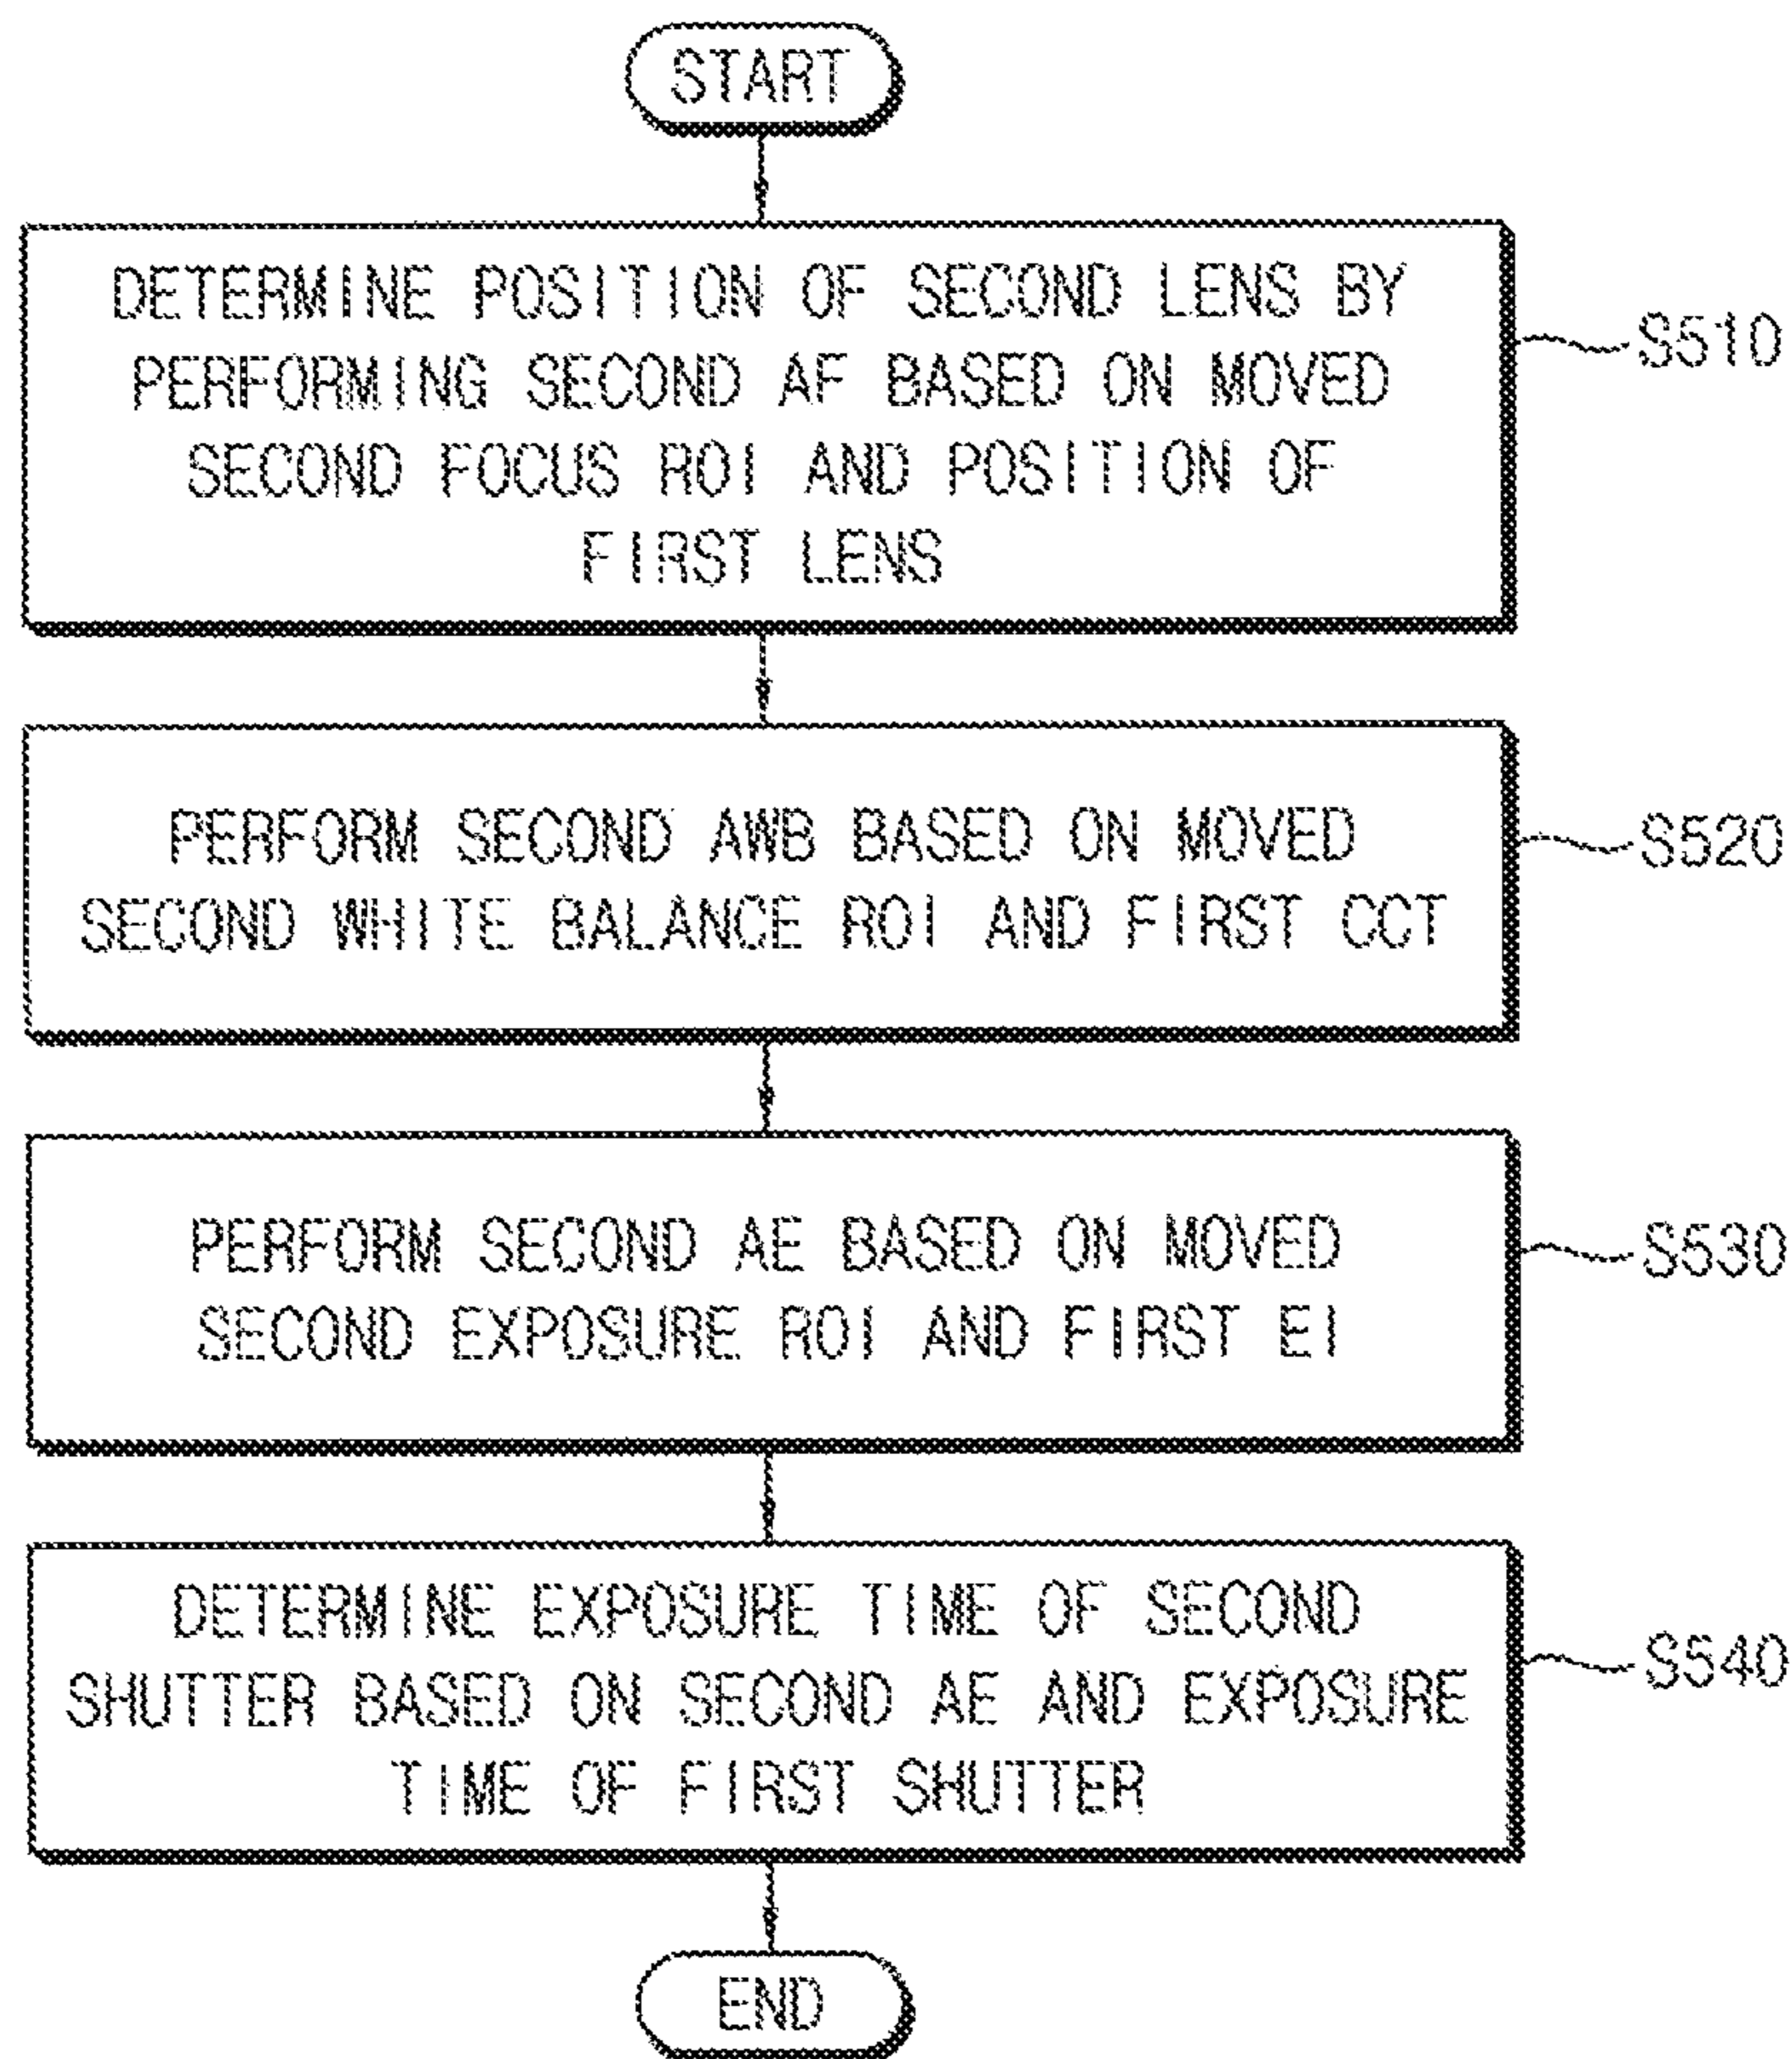 START
DETERMINE POSITION OF SECOND LENS BY
PERFORMING SECOND AF BASED ON MOVED
SECOND FOCUS ROI AND POSITION OF
FIRST LENS
S510
PERFORM SECOND AWB BASED ON MOVED
SECOND WHITE BALANCE ROI AND FIRST CCT
S520
PERFORM SECOND AE BASED ON MOVED
SECOND EXPOSURE ROI AND FIRST EI
S530
DETERMINE EXPOSURE TIME OF SECOND
SHUTTER BASED ON SECOND AE AND EXPOSURE
TIME OF FIRST SHUTTER
S540
END